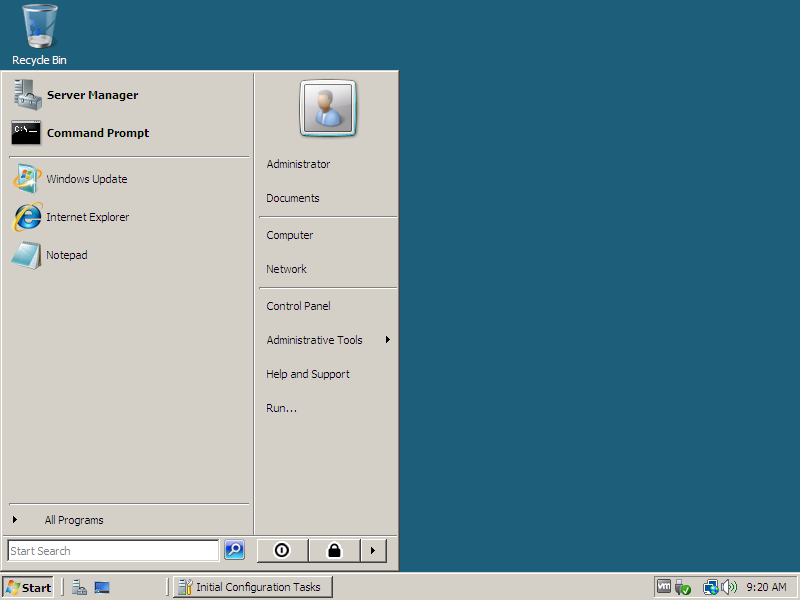 Recycle Bin
Server Manager
Command Prompt
Windows Update
Internet Explorer
Notepad
All Programs
Start Search
Administrator
Documents
Computer
Network
Control Panel
Administrative Tools
Help and Support
Run...
Start
Initial Configuration Tasks
9:20 AM